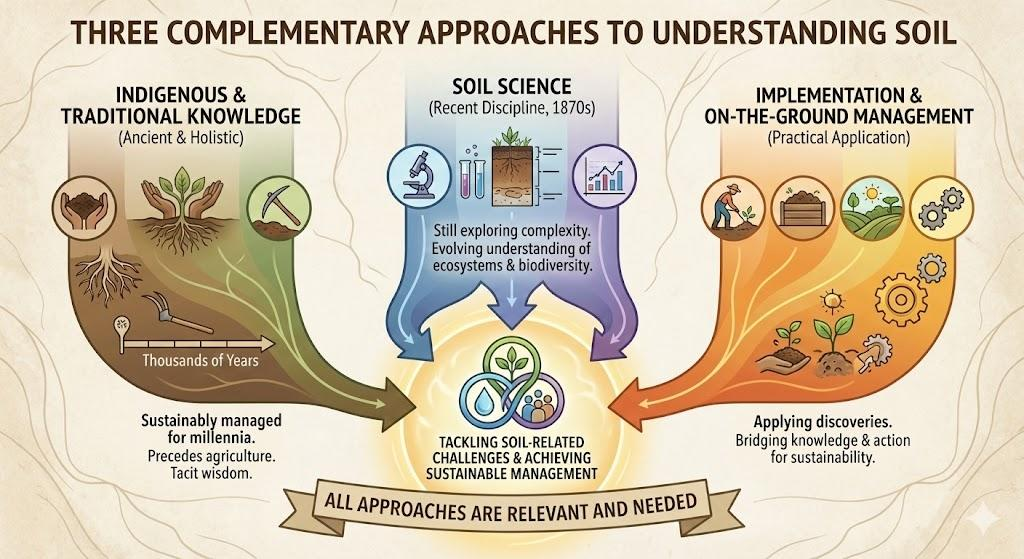 THREE COMPLEMENTARY APPROACHES TO UNDERSTANDING SOIL
INDIGENOUS &
TRADITIONAL KNOWLEDGE
(Ancient & Holistic)
Thousands of Years
Sustainably managed
for millennia.
Precedes agriculture.
Tacit wisdom.
SOIL SCIENCE
(Recent Discipline, 1870s)
Still exploring complexity.
Evolving understanding of
ecosystems & biodiversity.
IMPLEMENTATION &
ON-THE-GROUND MANAGEMENT
(Practical Application)
Applying discoveries.
Bridging knowledge & action
for sustainability.
TACKLING SOIL-RELATED
CHALLENGES & ACHIEVING
SUSTAINABLE MANAGEMENT
ALL APPROACHES ARE RELEVANT AND NEEDED